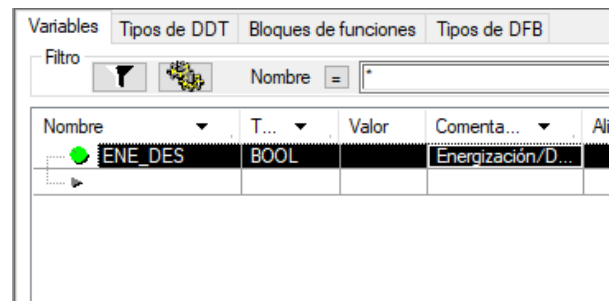 Variables Tipos de DDT Bloques de funciones Tipos de DFB
Filtro
Nombre = *
Nombre T... Valor Comenta... Ali
ENE_DES BOOL Energización/D...